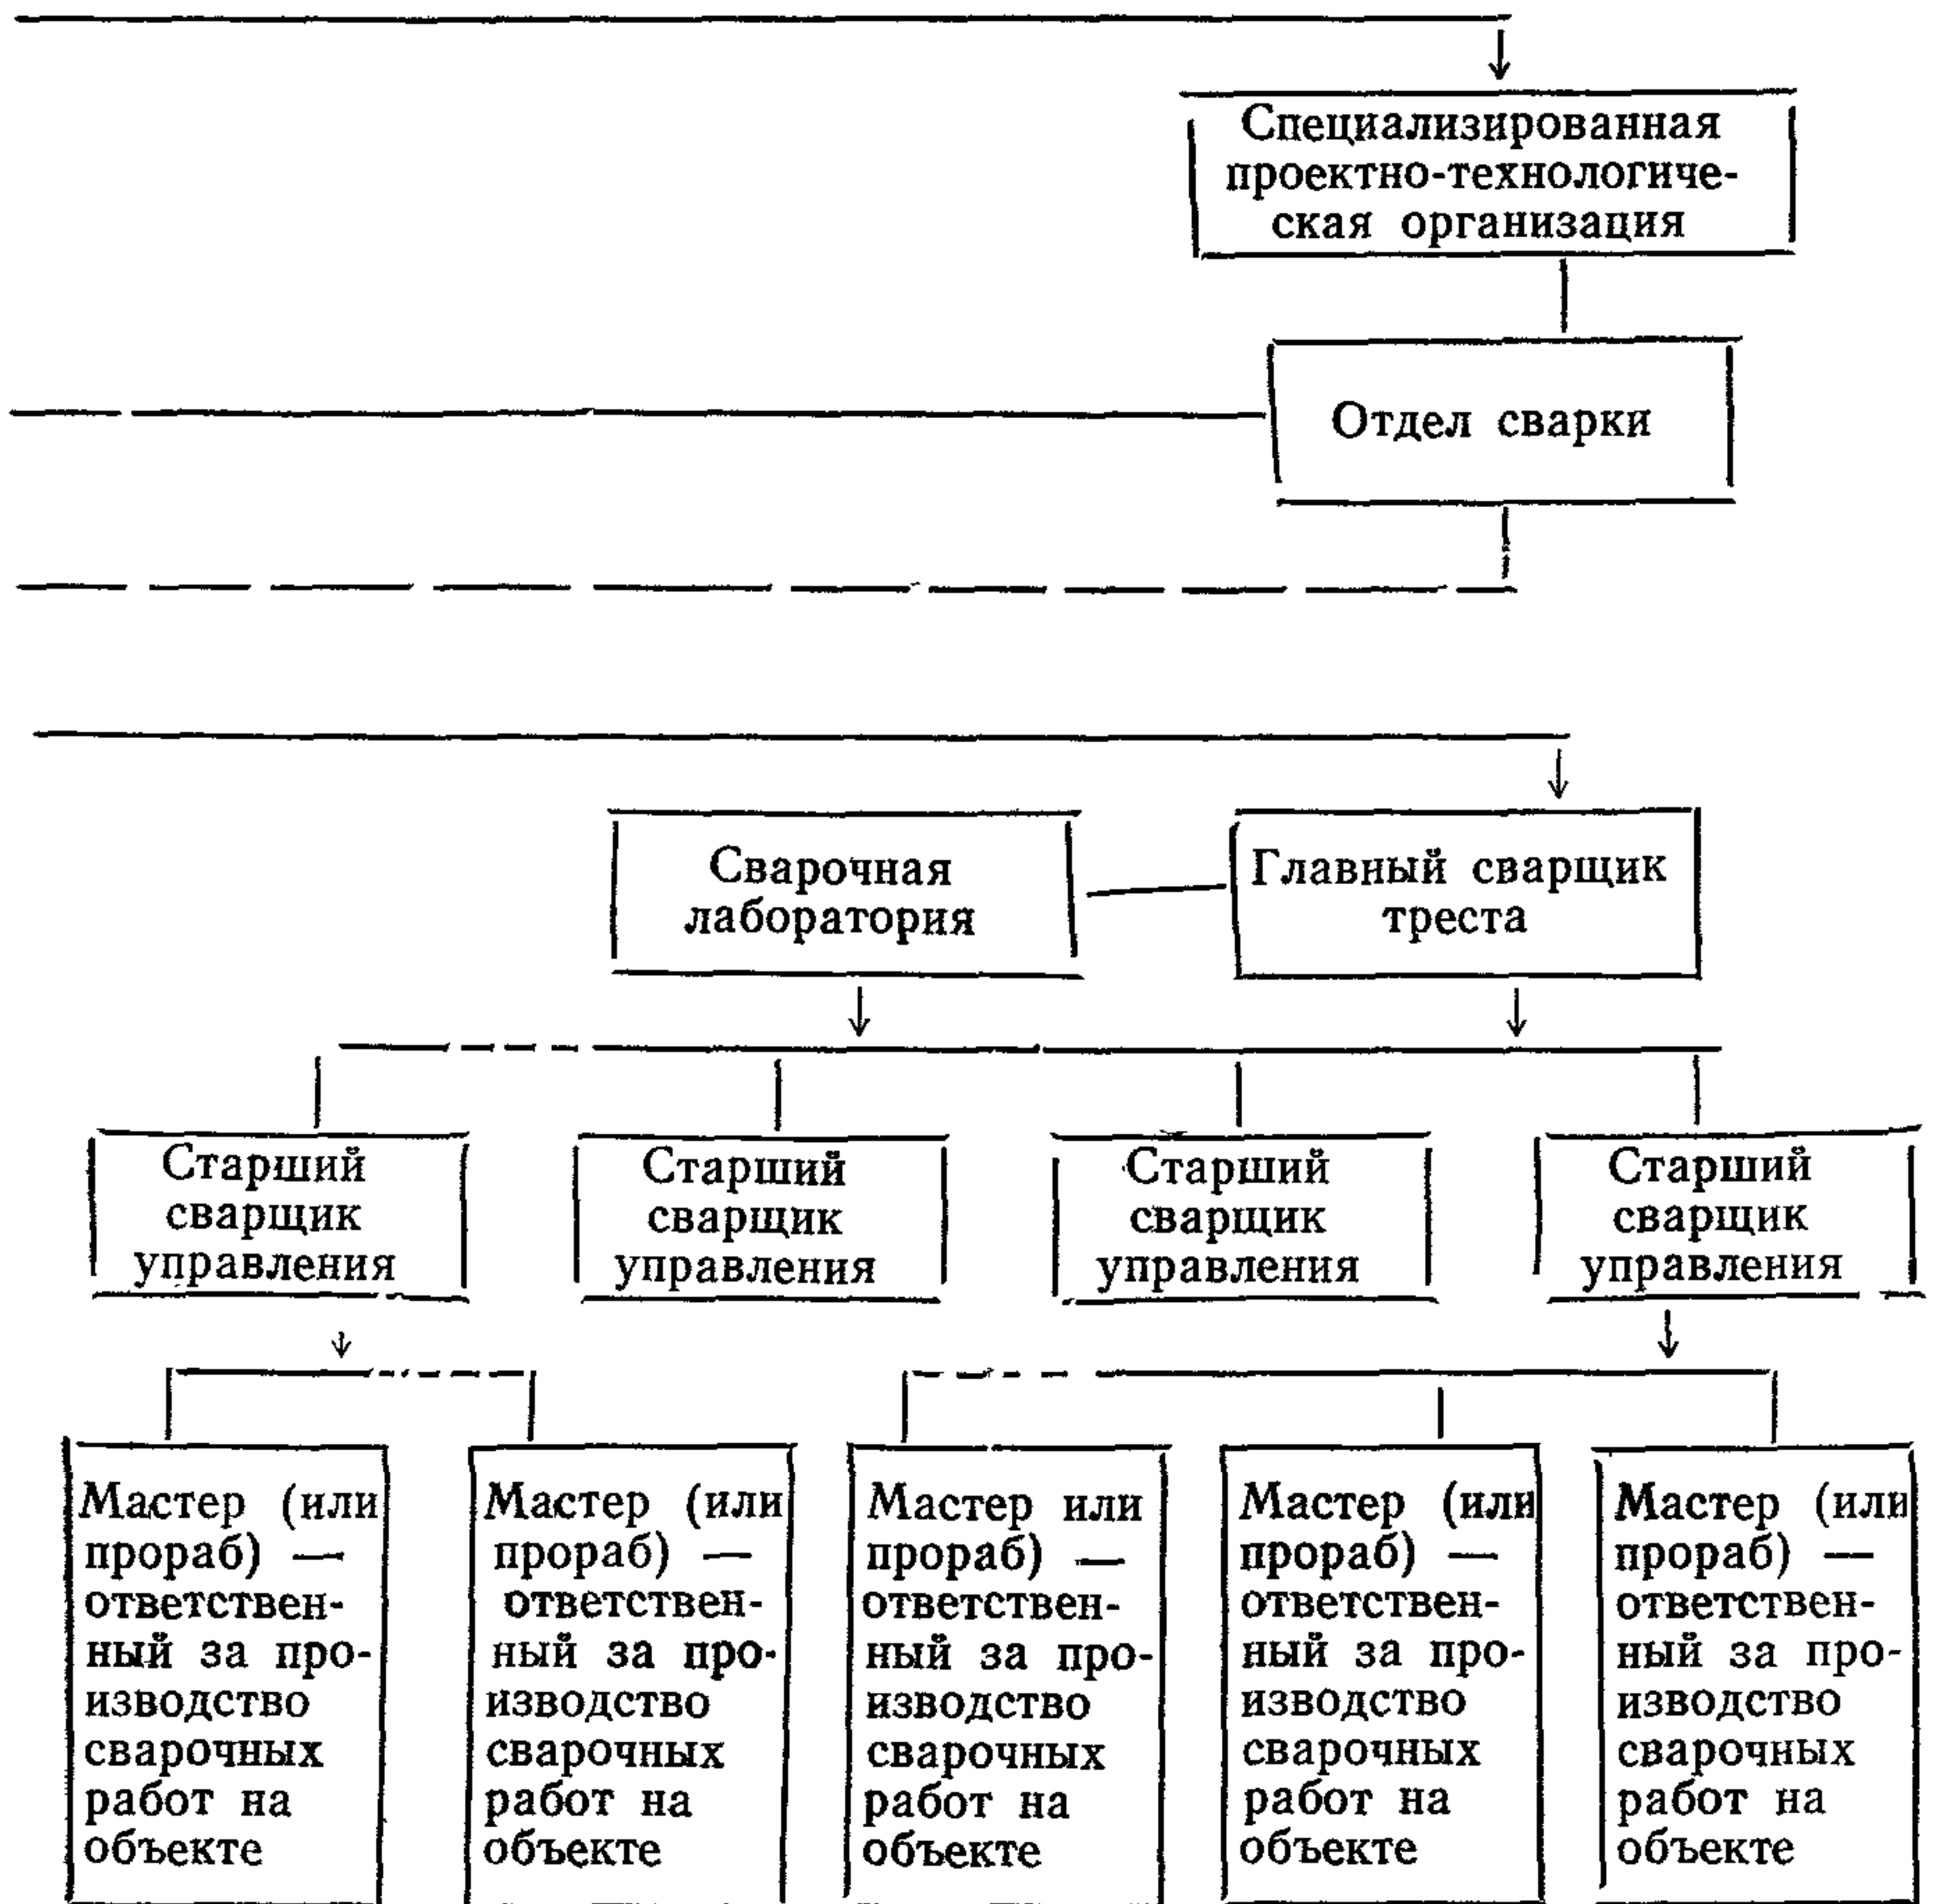 Специализированная
проектно-технологиче-
ская организация
Отдел сварки
Сварочная
лаборатория
Главный сварщик
треста
Старший
сварщик
управления
Старший
сварщик
управления
Старший
сварщик
управления
Старший
сварщик
управления
Мастер (или
прораб) —
ответствен-
ный за про-
изводство
сварочных
работ на
объекте
Мастер (или
прораб) —
ответствен-
ный за про-
изводство
сварочных
работ на
объекте
Мастер или
прораб) —
ответствен-
ный за про-
изводство
сварочных
работ на
объекте
Мастер (или
прораб) —
ответствен-
ный за про-
изводство
сварочных
работ на
объекте
Мастер (или
прораб) —
ответствен-
ный за про-
изводство
сварочных
работ на
объекте